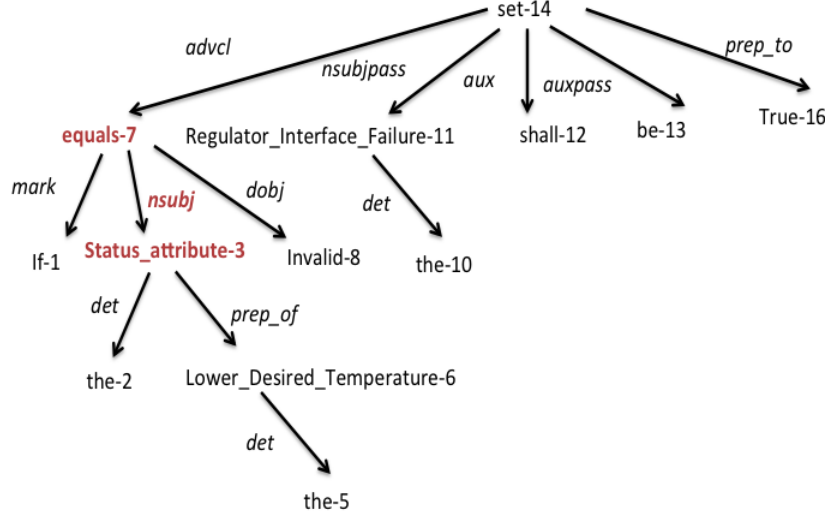 set-14
advcl
nsubjpass
aux
auxpass
prep_to
equals-7
Regulator_Interface_Failure-11
shall-12
be-13
True-16
mark
nsubj
dobj
det
If-1
Status_attribute-3
Invalid-8
the-10
det
prep_of
the-2
Lower_Desired_Temperature-6
det
the-5